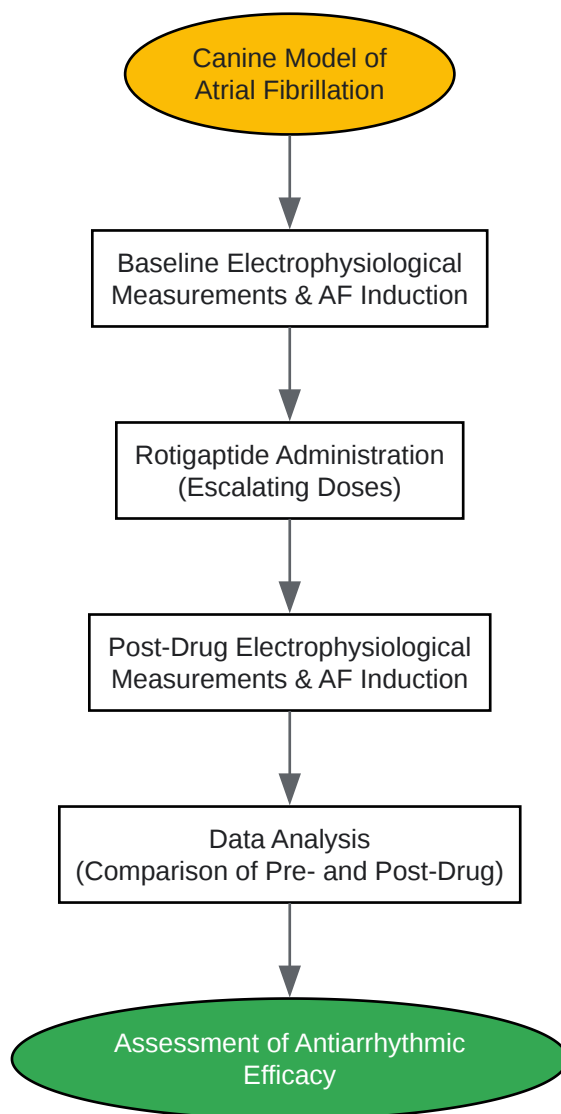 Canine Model of
Atrial Fibrillation
Baseline Electrophysiological
Measurements & AF Induction
Rotigaptide Administration
(Escalating Doses)
Post-Drug Electrophysiological
Measurements & AF Induction
Data Analysis
(Comparison of Pre- and Post-Drug)
Assessment of Antiarrhythmic
Efficacy